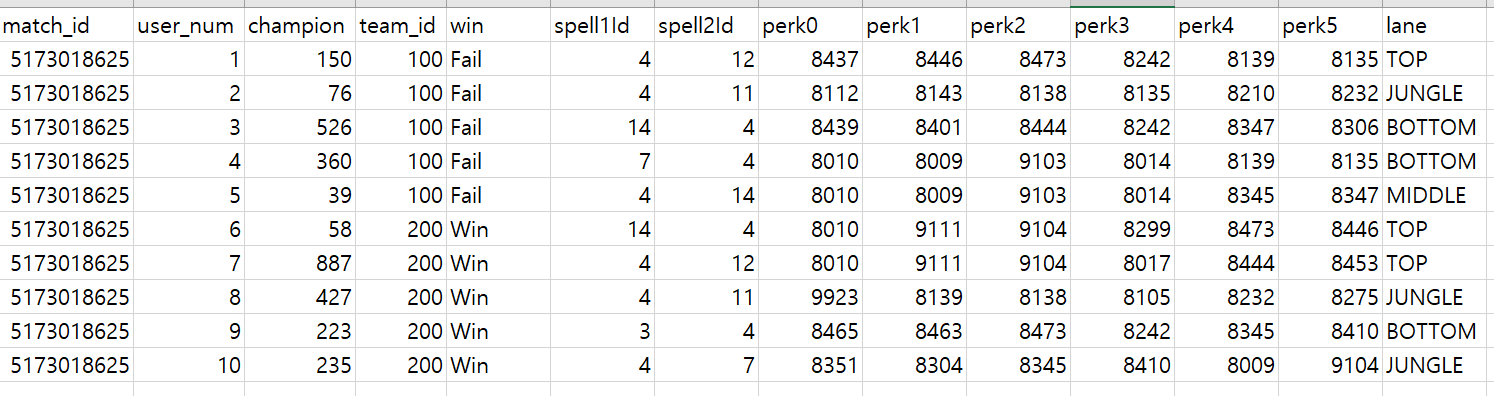 match_id user_num champion team_id win spell1Id spell2Id perk0 perk1 perk2 perk3 perk4 perk5 lane
5173018625 1 150 100 Fail 4 12 8437 8446 8473 8242 8139 8135 TOP
5173018625 2 76 100 Fail 4 11 8112 8143 8138 8135 8210 8232 JUNGLE
5173018625 3 526 100 Fail 14 4 8439 8401 8444 8242 8347 8306 BOTTOM
5173018625 4 360 100 Fail 7 4 8010 8009 9103 8014 8139 8135 BOTTOM
5173018625 5 39 100 Fail 4 14 8010 8009 9103 8014 8345 8347 MIDDLE
5173018625 6 58 200 Win 14 4 8010 9111 9104 8299 8473 8446 TOP
5173018625 7 887 200 Win 4 12 8010 9111 9104 8017 8444 8453 TOP
5173018625 8 427 200 Win 4 11 9923 8139 8138 8105 8232 8275 JUNGLE
5173018625 9 223 200 Win 3 4 8465 8463 8473 8242 8345 8410 BOTTOM
5173018625 10 235 200 Win 4 7 8351 8304 8345 8410 8009 9104 JUNGLE